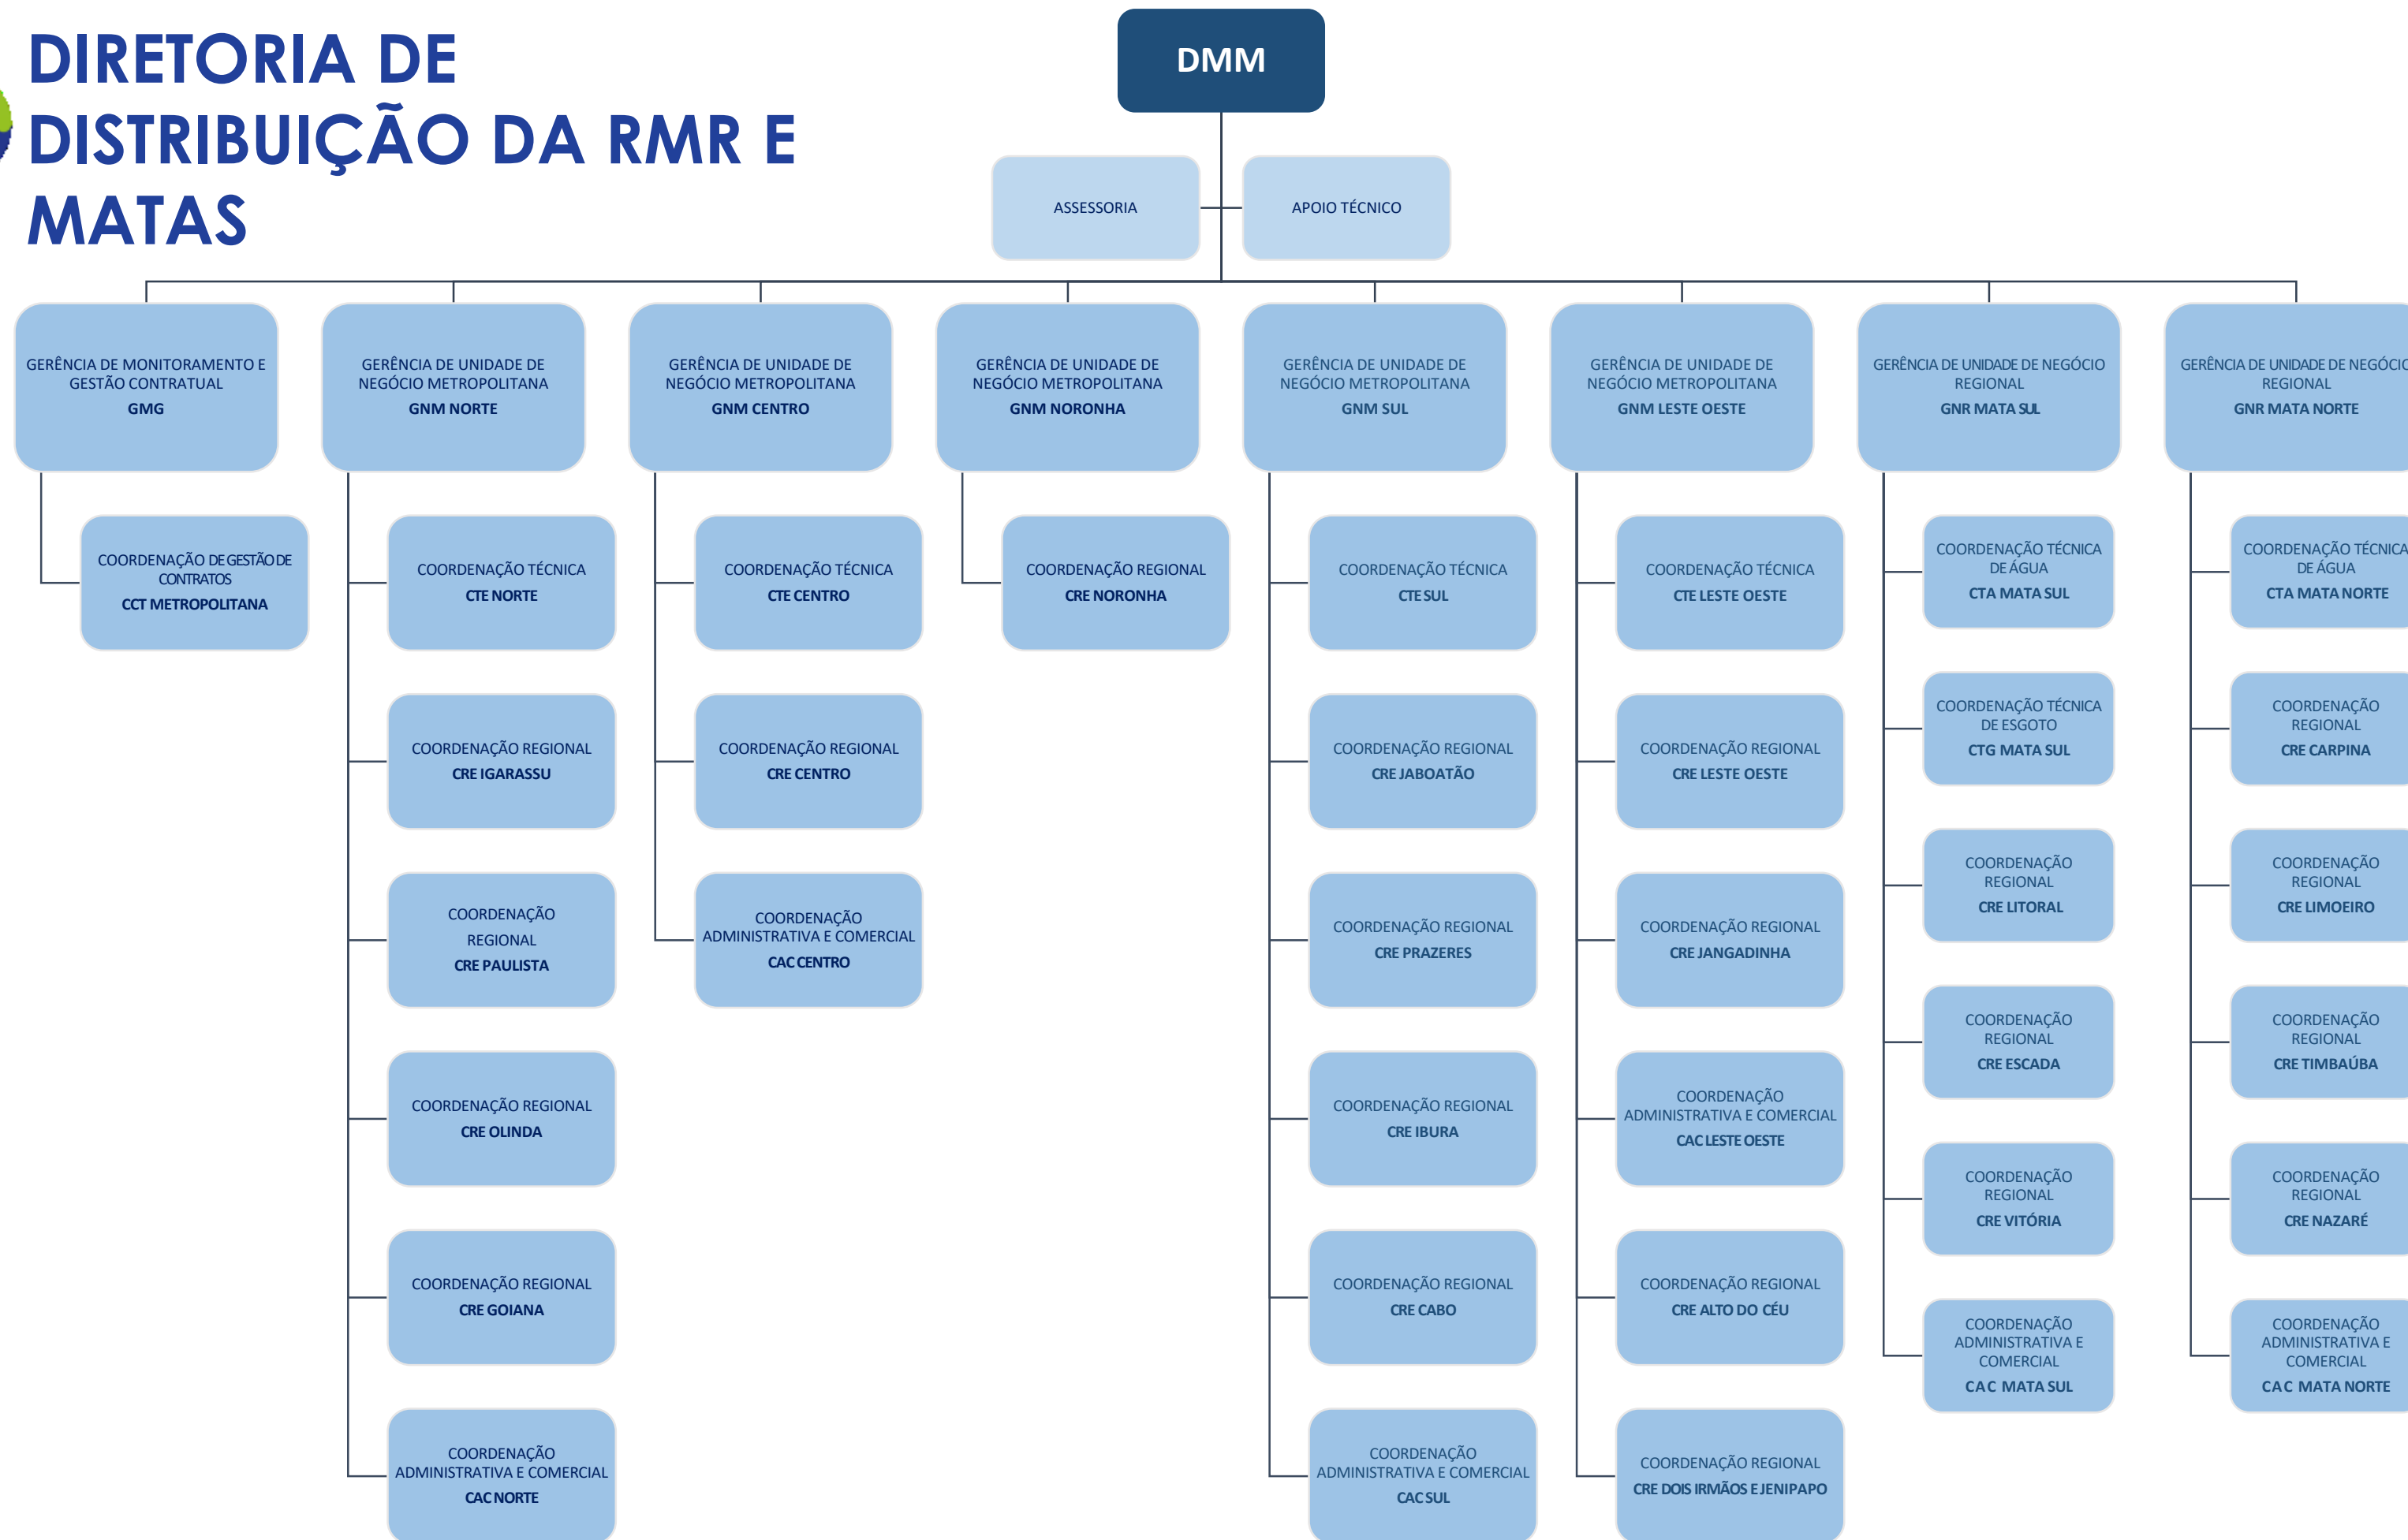 DIRETORIA DE
DISTRIBUIÇÃO DA RMR E
MATAS
DMM
ASSESSORIA
APOIO TÉCNICO
GERÊNCIA DE MONITORAMENTO E
GESTÃO CONTRATUAL
GMG
COORDENAÇÃO DE GESTÃO DE
CONTRATOS
CCT METROPOLITANA
GERÊNCIA DE UNIDADE DE
NEGÓCIO METROPOLITANA
GNM NORTE
COORDENAÇÃO TÉCNICA
CTE NORTE
COORDENAÇÃO REGIONAL
CRE IGARASSU
COORDENAÇÃO
REGIONAL
CRE PAULISTA
COORDENAÇÃO REGIONAL
CRE OLINDA
COORDENAÇÃO REGIONAL
CRE GOIANA
COORDENAÇÃO
ADMINISTRATIVA E COMERCIAL
CAC NORTE
GERÊNCIA DE UNIDADE DE
NEGÓCIO METROPOLITANA
GNM CENTRO
COORDENAÇÃO TÉCNICA
CTE CENTRO
COORDENAÇÃO REGIONAL
CRE CENTRO
COORDENAÇÃO
ADMINISTRATIVA E COMERCIAL
CAC CENTRO
GERÊNCIA DE UNIDADE DE
NEGÓCIO METROPOLITANA
GNM NORONHA
COORDENAÇÃO REGIONAL
CRE NORONHA
GERÊNCIA DE UNIDADE DE
NEGÓCIO METROPOLITANA
GNM SUL
COORDENAÇÃO TÉCNICA
CTE SUL
COORDENAÇÃO REGIONAL
CRE JABOATÃO
COORDENAÇÃO REGIONAL
CRE PRAZERES
COORDENAÇÃO REGIONAL
CRE IBURA
COORDENAÇÃO REGIONAL
CRE CABO
COORDENAÇÃO
ADMINISTRATIVA E COMERCIAL
CAC SUL
GERÊNCIA DE UNIDADE DE
NEGÓCIO METROPOLITANA
GNM LESTE OESTE
COORDENAÇÃO TÉCNICA
CTE LESTE OESTE
COORDENAÇÃO REGIONAL
CRE LESTE OESTE
COORDENAÇÃO REGIONAL
CRE JANGADINHA
COORDENAÇÃO
ADMINISTRATIVA E COMERCIAL
CAC LESTE OESTE
COORDENAÇÃO REGIONAL
CRE ALTO DO CÉU
COORDENAÇÃO REGIONAL
CRE DOIS IRMÃOS E JENIPAPO
GERÊNCIA DE UNIDADE DE NEGÓCIO
REGIONAL
GNR MATA SUL
COORDENAÇÃO TÉCNICA
DE ÁGUA
CTA MATA SUL
COORDENAÇÃO TÉCNICA
DE ESGOTO
CTG MATA SUL
COORDENAÇÃO
REGIONAL
CRE LITORAL
COORDENAÇÃO
REGIONAL
CRE ESCADA
COORDENAÇÃO
REGIONAL
CRE VITÓRIA
COORDENAÇÃO
ADMINISTRATIVA E
COMERCIAL
CAC MATA SUL
GERÊNCIA DE UNIDADE DE NEGÓCIO
REGIONAL
GNR MATA NORTE
COORDENAÇÃO TÉCNICA
DE ÁGUA
CTA MATA NORTE
COORDENAÇÃO
REGIONAL
CRE CARPINA
COORDENAÇÃO
REGIONAL
CRE LIMOEIRO
COORDENAÇÃO
REGIONAL
CRE TIMBAÚBA
COORDENAÇÃO
REGIONAL
CRE NAZARÉ
COORDENAÇÃO
ADMINISTRATIVA E
COMERCIAL
CAC MATA NORTE